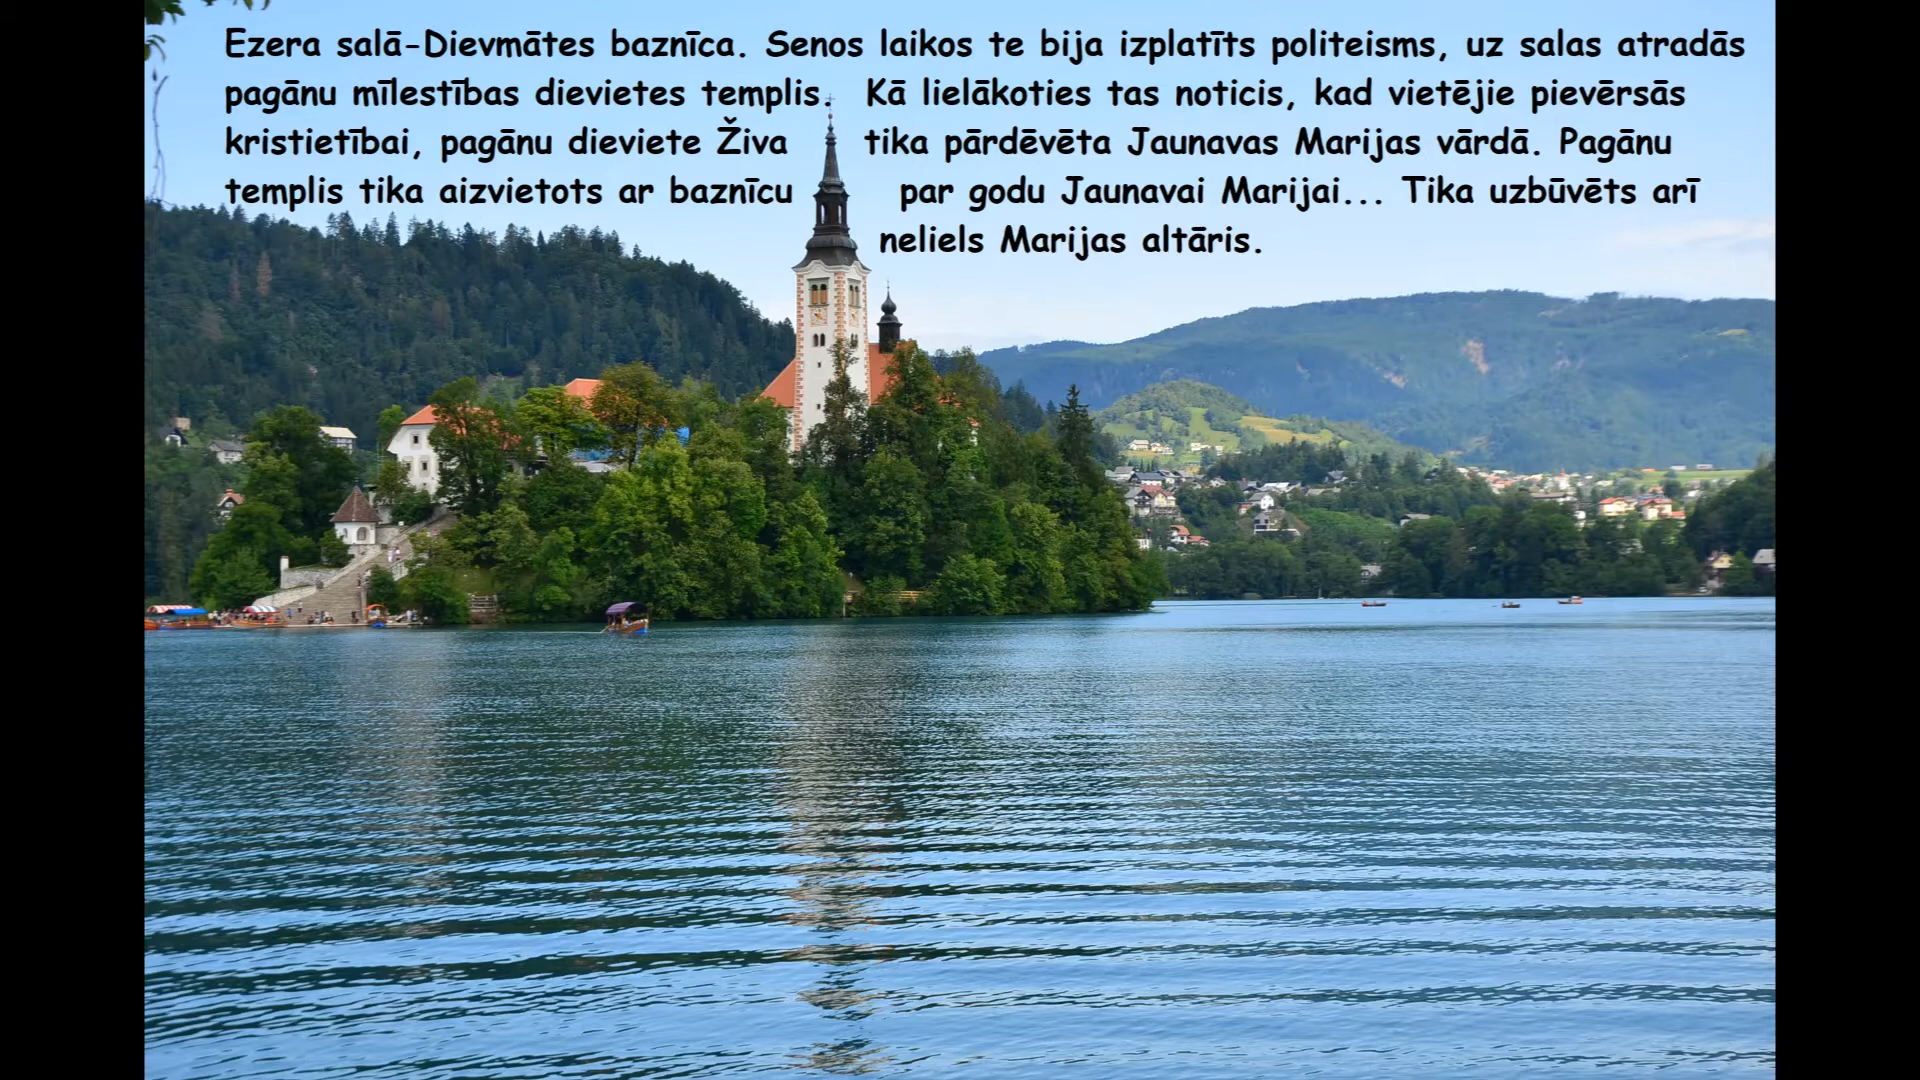 Ezera salā-Dievmātes baznīca. Senos laikos te bija izplatīts politeisms, uz salas atradās
pagānu mīlestības dievietes templis. Kā lielākoties tas noticis, kad vietējie pievērsās
kristietībai, pagānu dieviete Živa tika pārdēvēta Jaunavas Marijas vārdā. Pagānu
templis tika aizvietots ar baznīcu par godu Jaunavai Marijai... Tika uzbūvēts arī
neliels Marijas altāris.